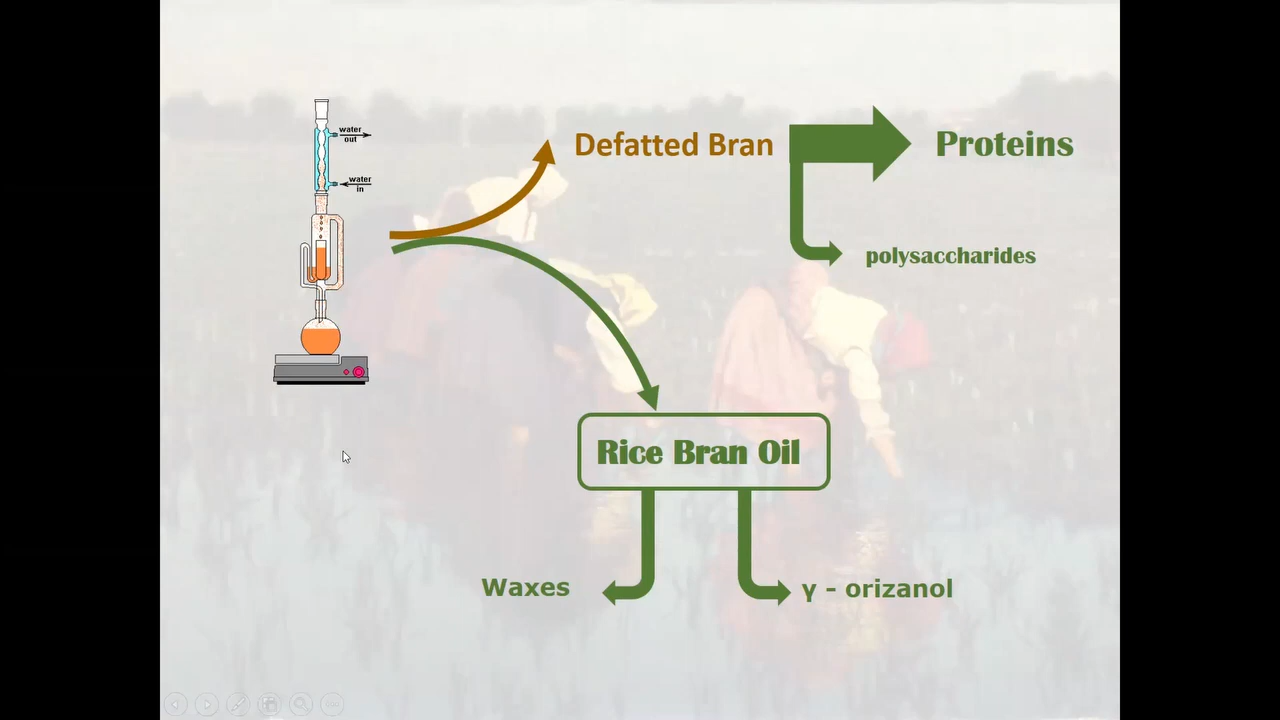 water
out
water
in
Defatted Bran
Proteins
polysaccharides
Rice Bran Oil
Waxes
γ - orizanol